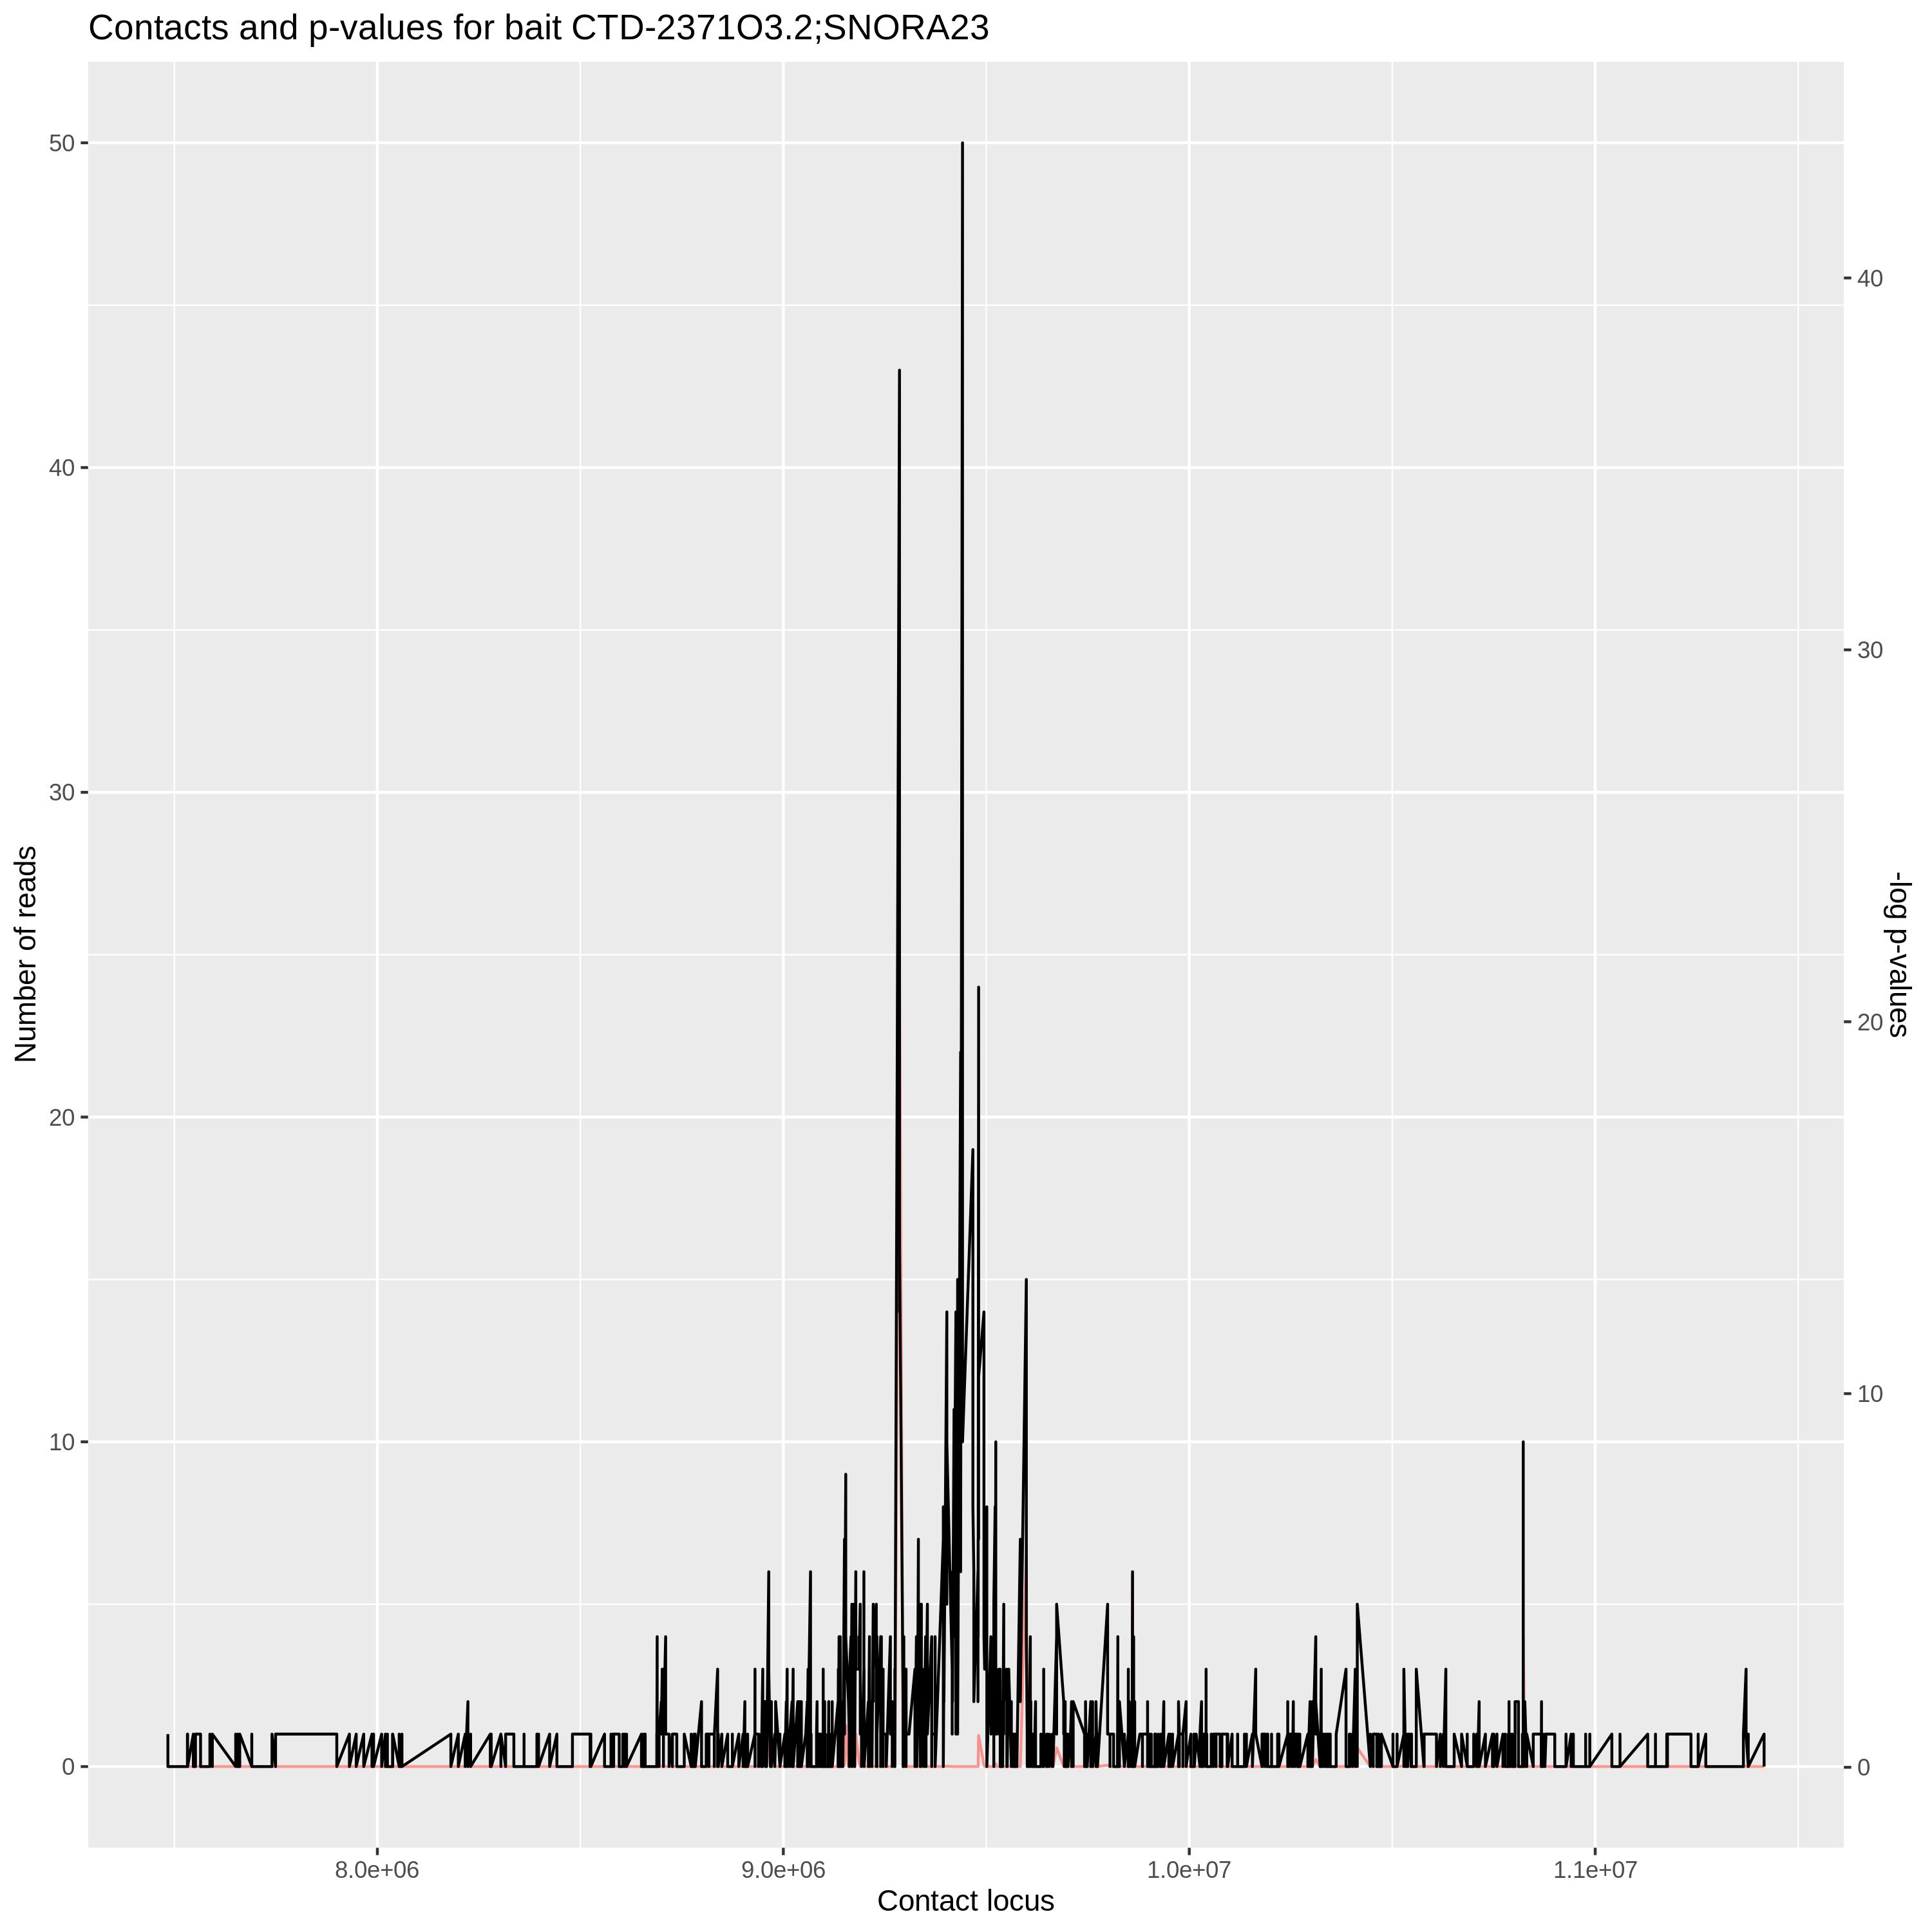 Contacts and p-values for bait CTD-2371O3.2;SNORA23
50
40
30
20
10
0
Number of reads
40
30
20
10
0
-log p-values
8.0e+06
9.0e+06
1.0e+07
1.1e+07
Contact locus